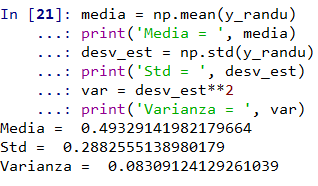 In [21]: media = np.mean(y_randu)
    ...: print('Media = ', media)
    ...: desv_est = np.std(y_randu)
    ...: print('Std = ', desv_est)
    ...: var = desv_est**2
    ...: print('Varianza = ', var)
Media =  0.49329141982179664
Std =  0.2882555138980179
Varianza =  0.08309124129261039